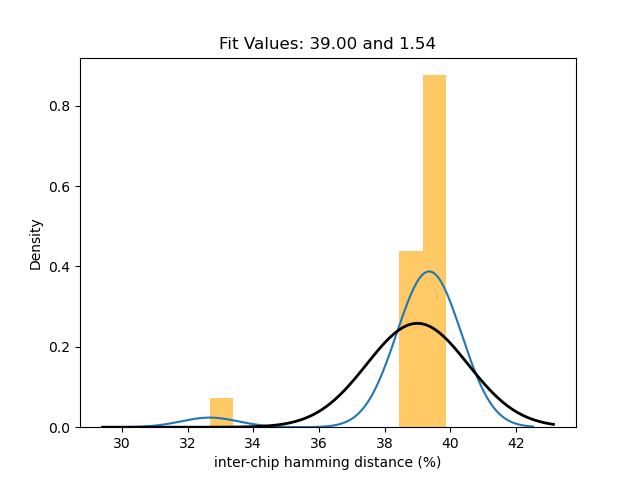 Fit Values: 39.00 and 1.54
Density
0.8
0.6
0.4
0.2
0.0
30 32 34 36 38 40 42
inter-chip hamming distance (%)